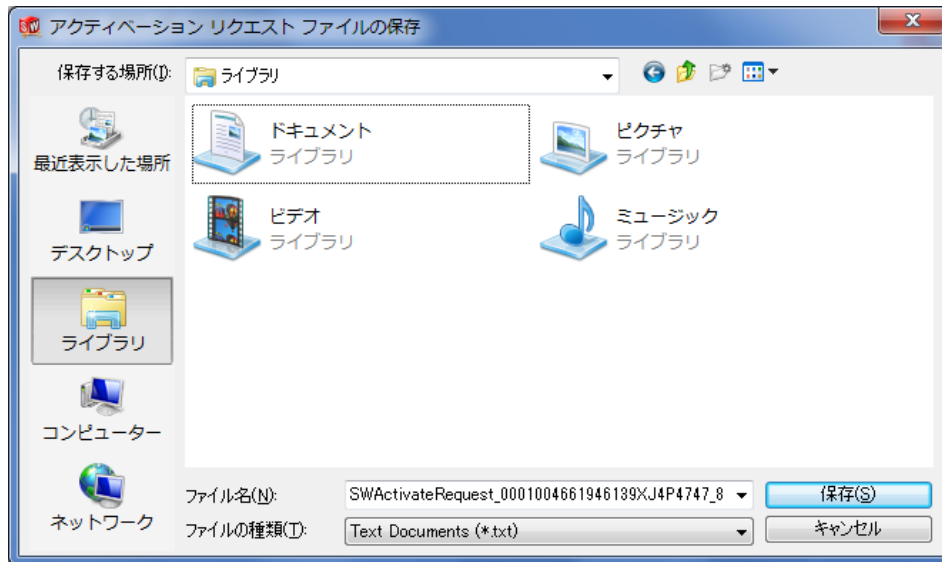 SW アクティベーション リクエスト ファイルの保存
保存する場所(I): ライブラリ
最近表示した場所
デスクトップ
ライブラリ
コンピューター
ネットワーク
ドキュメント
ライブラリ
ピクチャ
ライブラリ
ビデオ
ライブラリ
ミュージック
ライブラリ
ファイル名(N): SWActivateRequest_0001004661946139XJ4P4747_8 保存(S)
ファイルの種類(T): Text Documents (*.txt) キャンセル